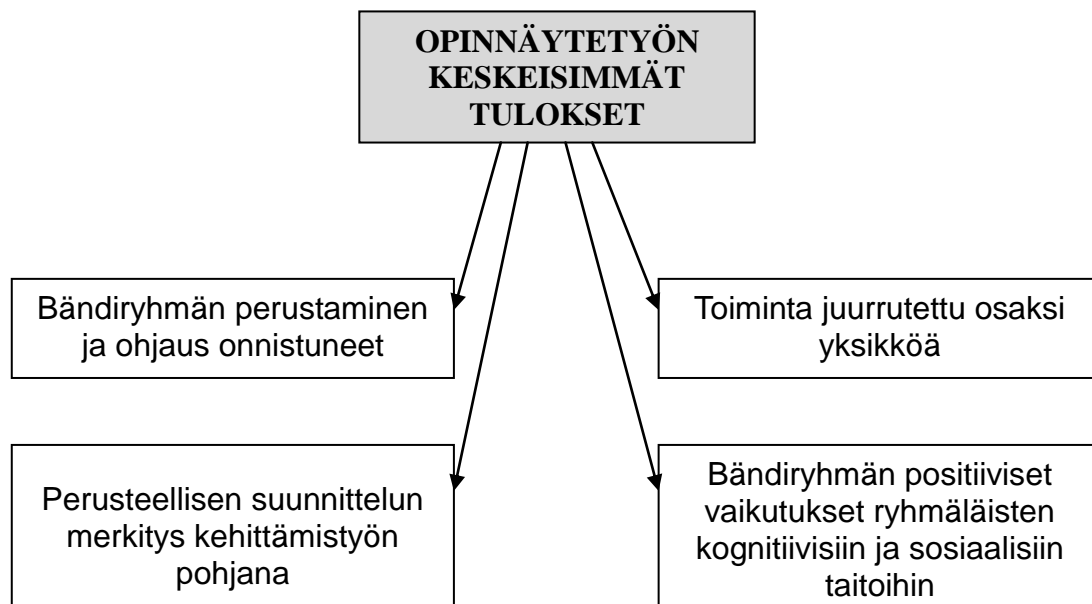 OPINNÄYTETYÖN
KESKEISIMMÄT
TULOKSET
Bändiryhmän perustaminen
ja ohjaus onnistuneet
Toiminta juurrutettu osaksi
yksikköä
Perusteellisen suunnittelun
merkitys kehittämistyön
pohjana
Bändiryhmän positiiviset
vaikutukset ryhmäläisten
kognitiivisiin ja sosiaalisiin
taitoihin